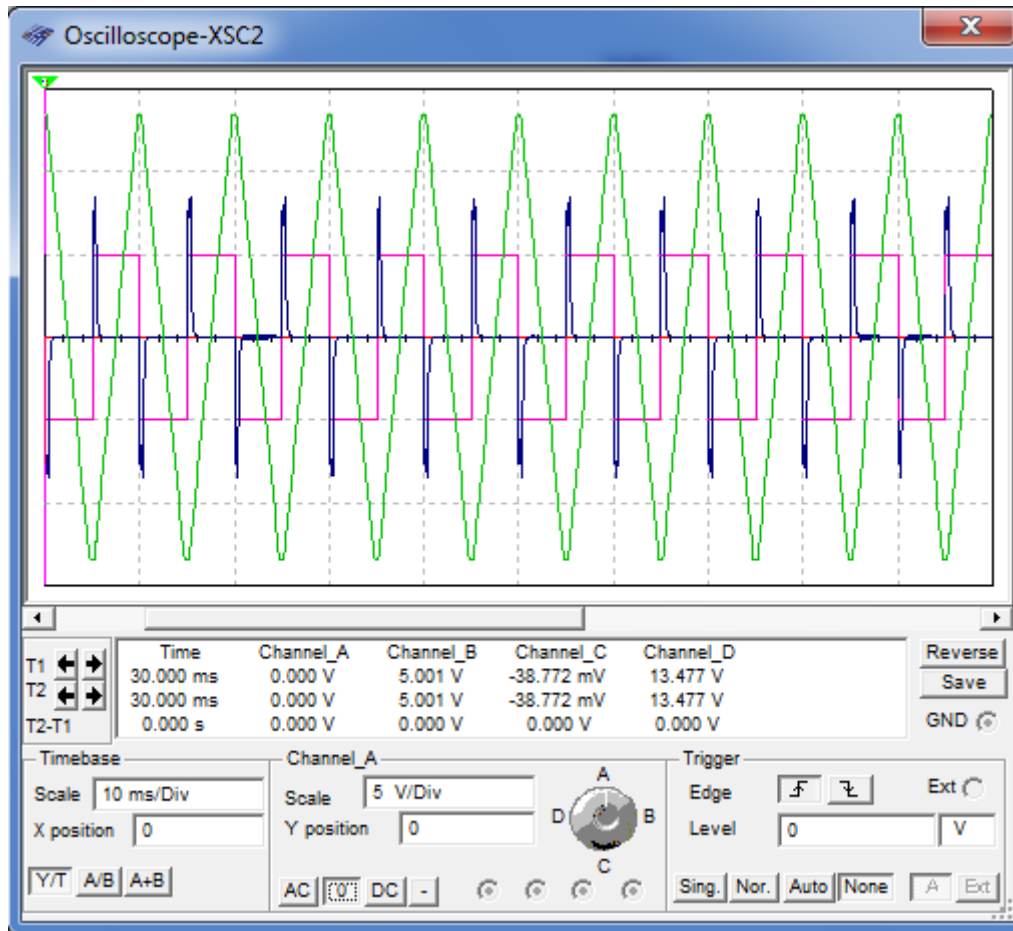 Oscilloscope-XSC2
Time Channel_A Channel_B Channel_C Channel_D
T1 30.000 ms 0.000 V 5.001 V -38.772 mV 13.477 V
T2 30.000 ms 0.000 V 5.001 V -38.772 mV 13.477 V
T2-T1 0.000 s 0.000 V 0.000 V 0.000 V 0.000 V
Reverse
Save
GND
Timebase
Scale 10 ms/Div
X position 0
Y/T A/B A+B
Channel_A
Scale 5 V/Div
Y position 0
AC 0 DC -
A
D B
C
Trigger
Edge Ext
Level 0 V
Sing. Nor. Auto None A Ext